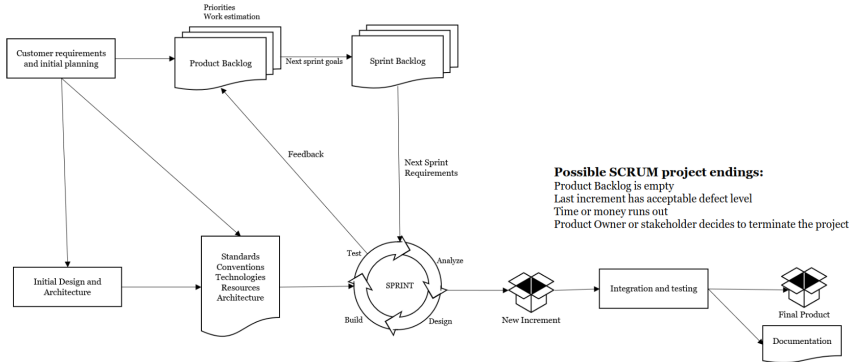 Priorities
Work estimation
Customer requirements
and initial planning
Product Backlog
Next sprint goals
Sprint Backlog
Feedback
Next Sprint
Requirements
Possible SCRUM project endings:
Product Backlog is empty
Last increment has acceptable defect level
Time or money runs out
Product Owner or stakeholder decides to terminate the project
Initial Design and
Architecture
Standards
Conventions
Technologies
Resources
Architecture
Test
Analyze
SPRINT
Build
Design
New Increment
Integration and testing
Final Product
Documentation